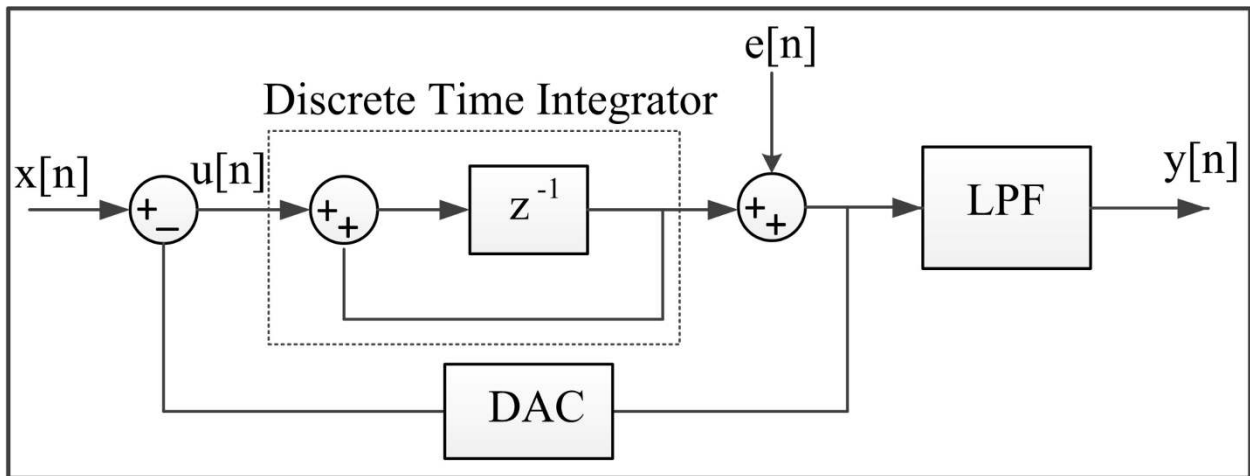 e[n]
Discrete Time Integrator
x[n]
u[n]
y[n]
+
−
+
+
z⁻¹
+
+
LPF
DAC